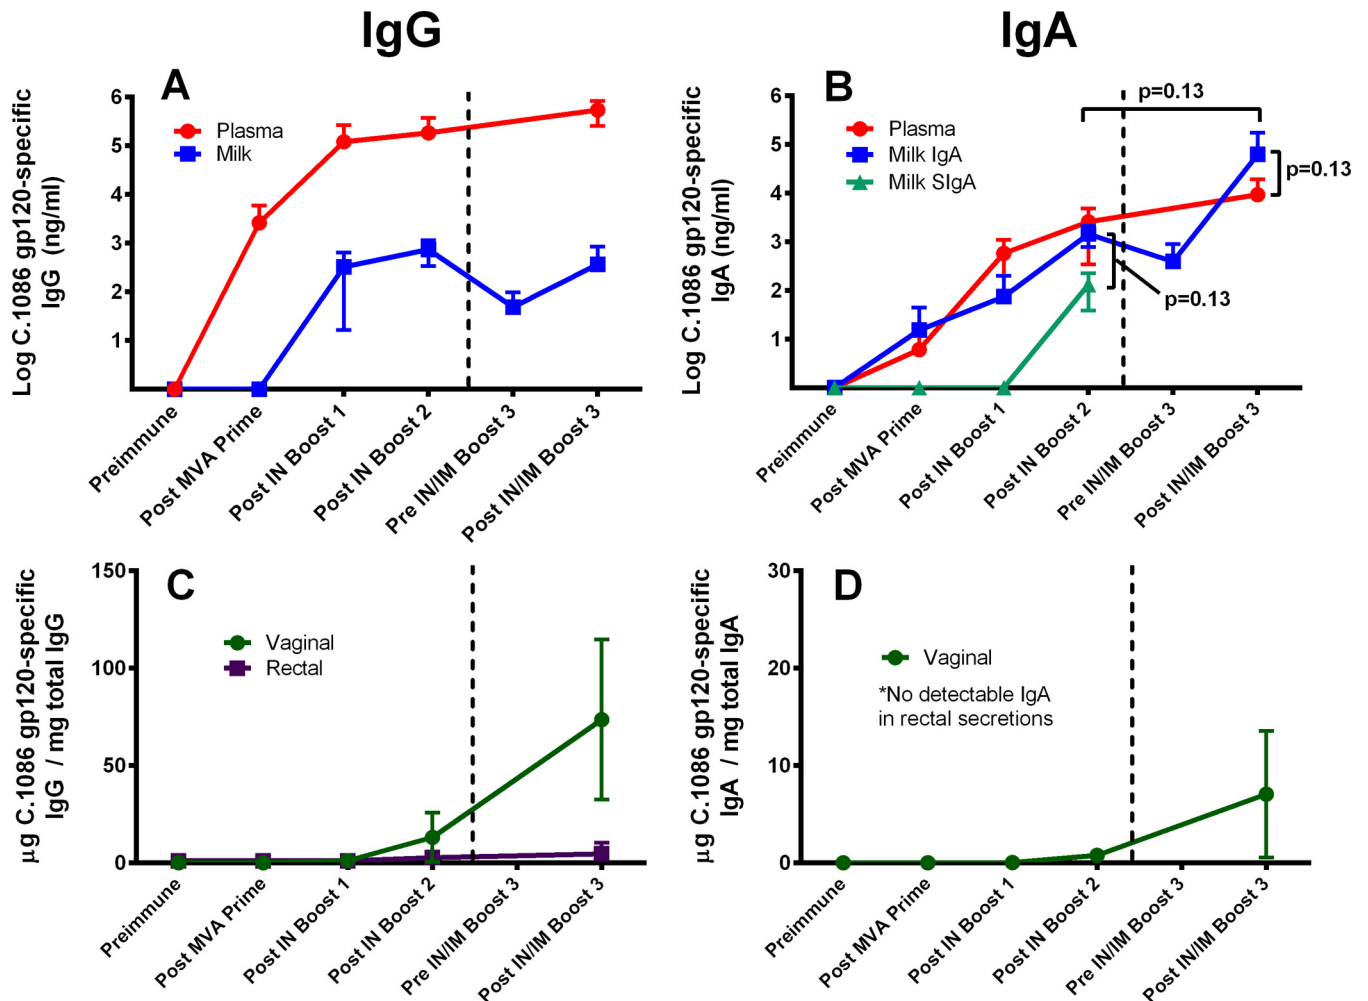 IgG
IgA
A
Log C.1086 gp120-specific
IgG (ng/ml)
6
5
4
3
2
1
Plasma
Milk
Preimmune
Post MVA Prime
Post IN Boost 1
Post IN Boost 2
Pre IN/IM Boost 3
Post IN/IM Boost 3
B
Log C.1086 gp120-specific
IgA (ng/ml)
6
5
4
3
2
1
Plasma
Milk IgA
Milk SIgA
p=0.13
p=0.13
p=0.13
Preimmune
Post MVA Prime
Post IN Boost 1
Post IN Boost 2
Pre IN/IM Boost 3
Post IN/IM Boost 3
C
µg C.1086 gp120-specific
IgG / mg total IgG
150
100
50
0
Vaginal
Rectal
Preimmune
Post MVA Prime
Post IN Boost 1
Post IN Boost 2
Pre IN/IM Boost 3
Post IN/IM Boost 3
D
µg C.1086 gp120-specific
IgA / mg total IgA
30
20
10
0
Vaginal
*No detectable IgA
in rectal secretions
Preimmune
Post MVA Prime
Post IN Boost 1
Post IN Boost 2
Pre IN/IM Boost 3
Post IN/IM Boost 3